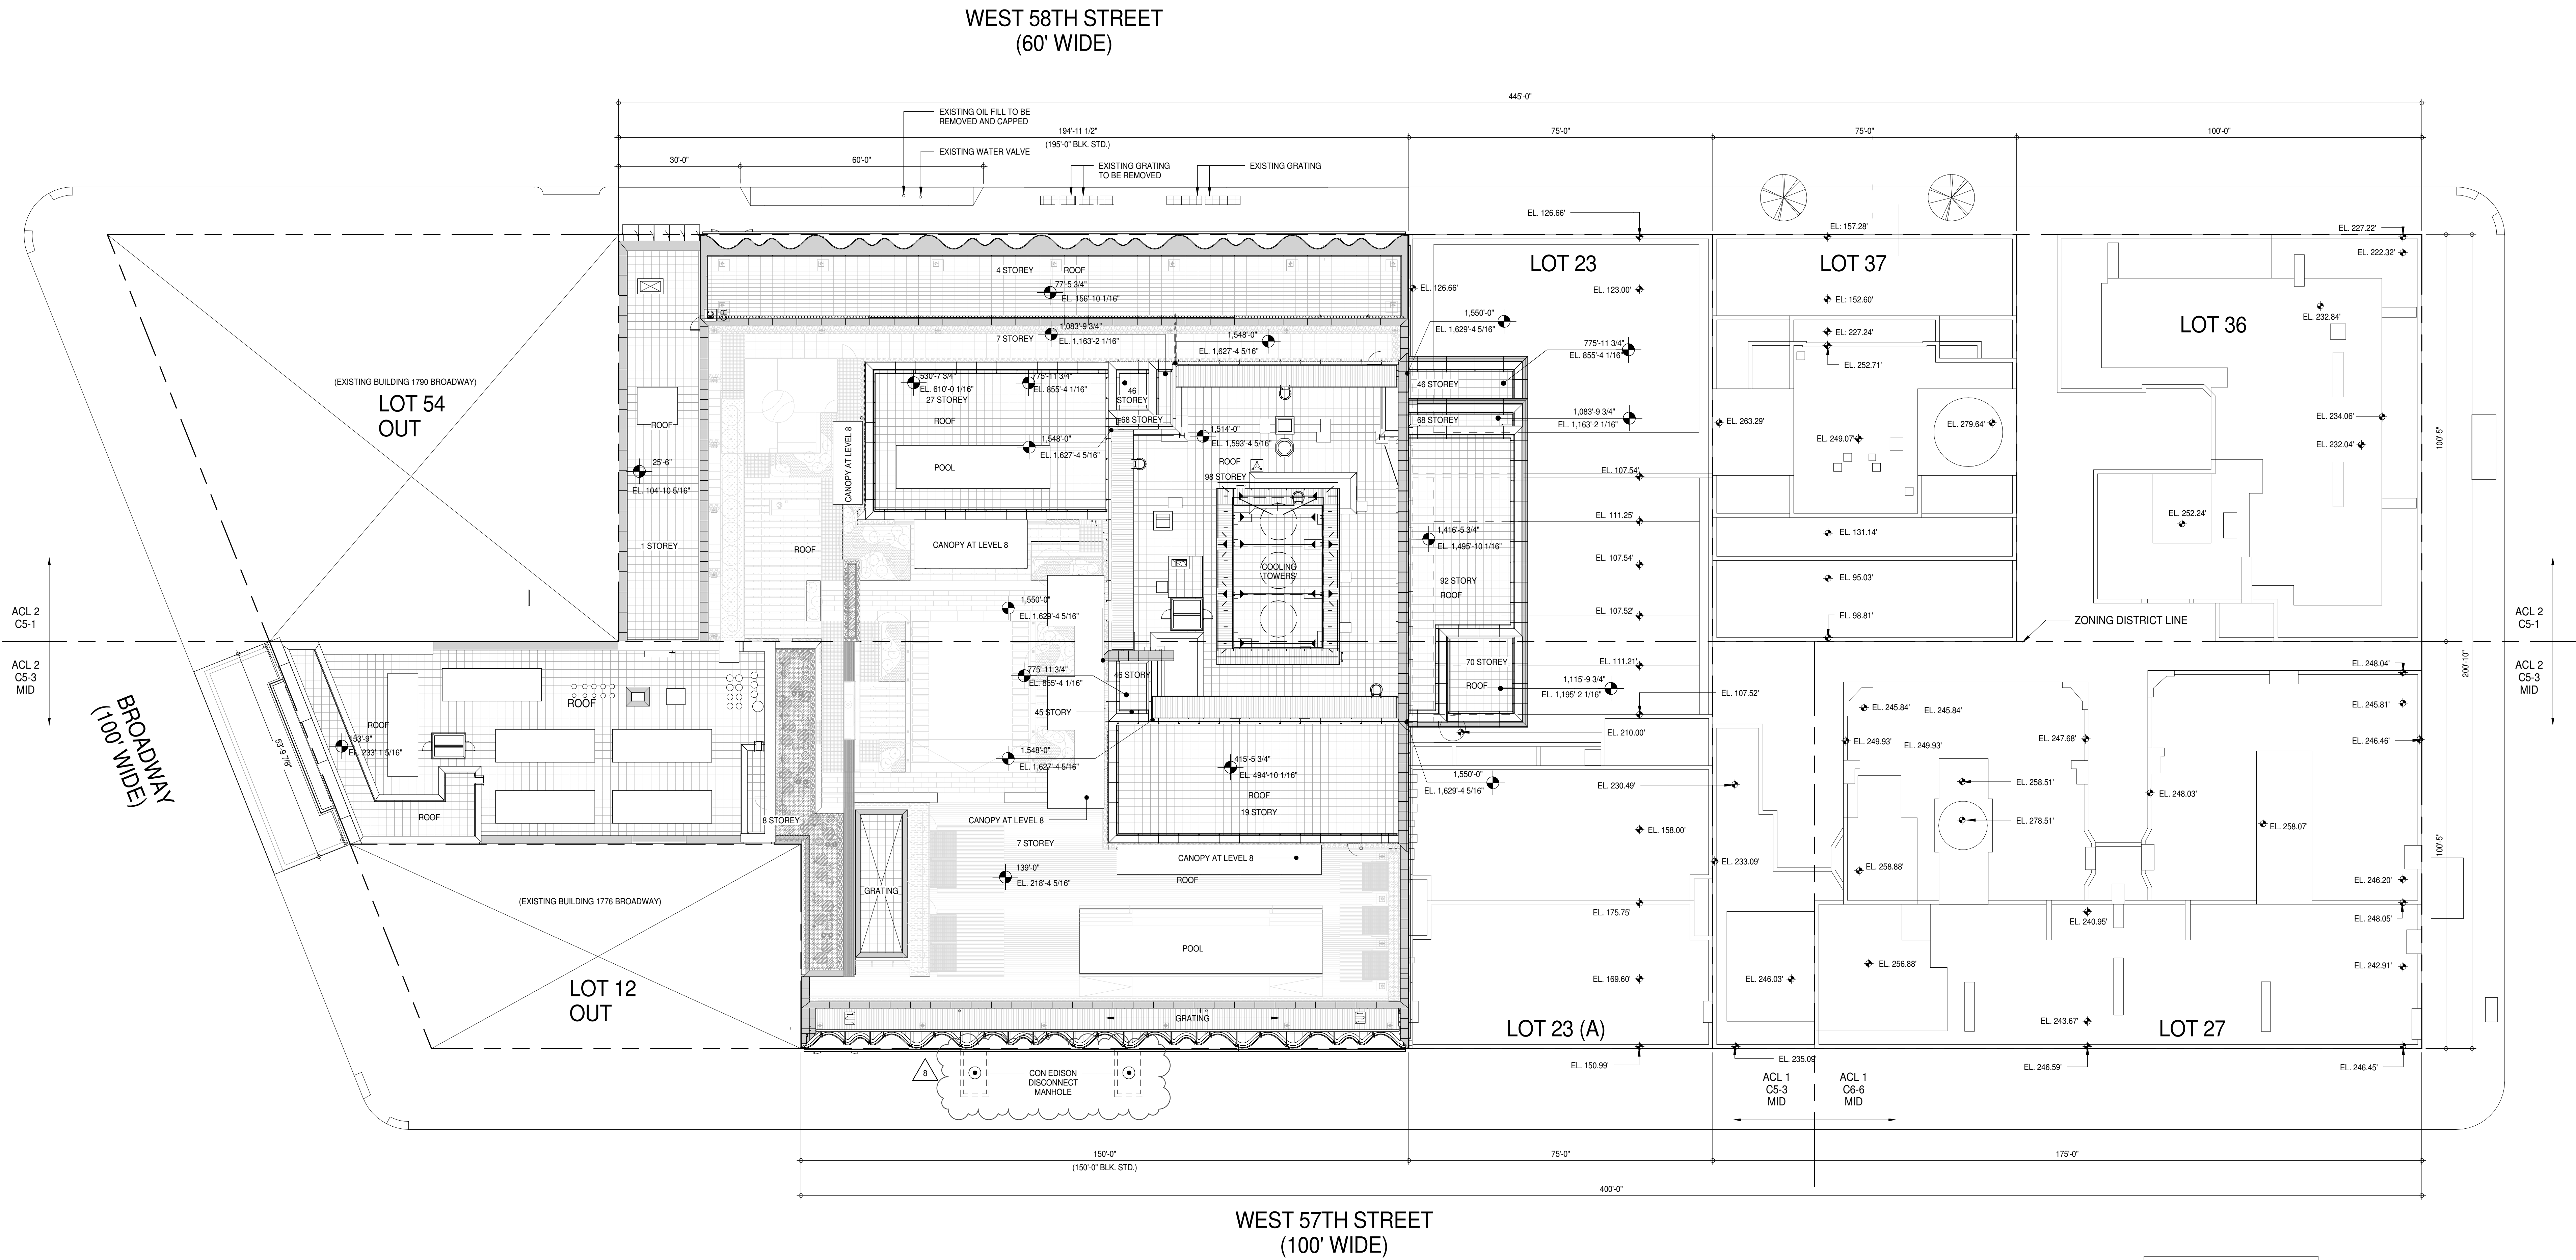 WEST 58TH STREET
(60' WIDE)
445'-0"
EXISTING OIL FILL TO BE
REMOVED AND CAPPED
194'-11 1/2"
(195'-0" BLK. STD.)
75'-0"
75'-0"
100'-0"
EXISTING WATER VALVE
30'-0"
60'-0"
EXISTING GRATING
TO BE REMOVED
EXISTING GRATING
EL. 126.66'
EL: 157.28'
EL. 227.22'
EL. 222.32'
LOT 23
LOT 37
LOT 36
4 STOREY
ROOF
77'-5 3/4"
EL. 156'-10 1/16"
EL. 126.66'
EL. 123.00'
EL: 152.60'
EL. 232.84'
1,083'-9 3/4"
7 STOREY
EL. 1,163'-2 1/16"
1,548'-0"
EL. 1,627'-4 5/16"
1,550'-0"
EL. 1,629'-4 5/16"
EL: 227.24'
775'-11 3/4"
EL. 855'-4 1/16"
EL. 252.71'
(EXISTING BUILDING 1790 BROADWAY)
LOT 54
OUT
530'-7 3/4"
EL. 610'-0 1/16"
27 STOREY
ROOF
775'-11 3/4"
EL. 855'-4 1/16"
46
STOREY
68 STOREY
46 STOREY
68 STOREY
1,083'-9 3/4"
EL. 1,163'-2 1/16"
EL. 263.29'
EL. 249.07'
EL. 279.64'
EL. 234.06'
EL. 232.04'
100'-5"
ROOF
CANOPY AT LEVEL 8
1,548'-0"
EL. 1,627'-4 5/16"
POOL
1,514'-0"
EL. 1,593'-4 5/16"
ROOF
98 STOREY
25'-6"
EL. 104'-10 5/16"
EL. 107.54'
EL. 111.25'
EL. 252.24'
1,416'-5 3/4"
EL. 1,495'-10 1/16"
EL. 131.14'
1 STOREY
ROOF
CANOPY AT LEVEL 8
COOLING
TOWERS
EL. 107.54'
EL. 95.03'
92 STORY
ROOF
ACL 2
C5-1
1,550'-0"
EL. 1,629'-4 5/16"
EL. 107.52'
EL. 98.81'
ZONING DISTRICT LINE
ACL 2
C5-1
ACL 2
C5-3
MID
775'-11 3/4"
EL. 855'-4 1/16"
46 STORY
70 STOREY
ROOF
EL. 111.21'
1,115'-9 3/4"
EL. 1,195'-2 1/16"
EL. 107.52'
EL. 248.04'
200'-10"
ACL 2
C5-3
MID
BROADWAY
(100' WIDE)
53'-9 7/8"
ROOF
ROOF
153'-9"
EL. 233'-1 5/16"
45 STORY
EL. 245.84'
EL. 245.84'
EL. 245.81'
EL. 210.00'
EL. 249.93'
EL. 249.93'
EL. 247.68'
EL. 246.46'
1,548'-0"
EL. 1,627'-4 5/16"
415'-5 3/4"
EL. 494'-10 1/16"
ROOF
19 STORY
1,550'-0"
EL. 1,629'-4 5/16"
EL. 230.49'
EL. 258.51'
EL. 248.03'
ROOF
8 STOREY
CANOPY AT LEVEL 8
EL. 158.00'
EL. 278.51'
EL. 258.07'
7 STOREY
CANOPY AT LEVEL 8
ROOF
EL. 233.09'
EL. 258.88'
100'-5"
139'-0"
EL. 218'-4 5/16"
GRATING
EL. 246.20'
(EXISTING BUILDING 1776 BROADWAY)
EL. 175.75'
EL. 240.95'
EL. 248.05'
POOL
EL. 256.88'
EL. 242.91'
LOT 12
OUT
EL. 169.60'
EL. 246.03'
GRATING
LOT 23 (A)
EL. 243.67'
LOT 27
EL. 150.99'
EL. 235.09'
EL. 246.59'
EL. 246.45'
8
CON EDISON
DISCONNECT
MANHOLE
ACL 1
C5-3
MID
ACL 1
C6-6
MID
150'-0"
(150'-0" BLK. STD.)
75'-0"
175'-0"
400'-0"
WEST 57TH STREET
(100' WIDE)